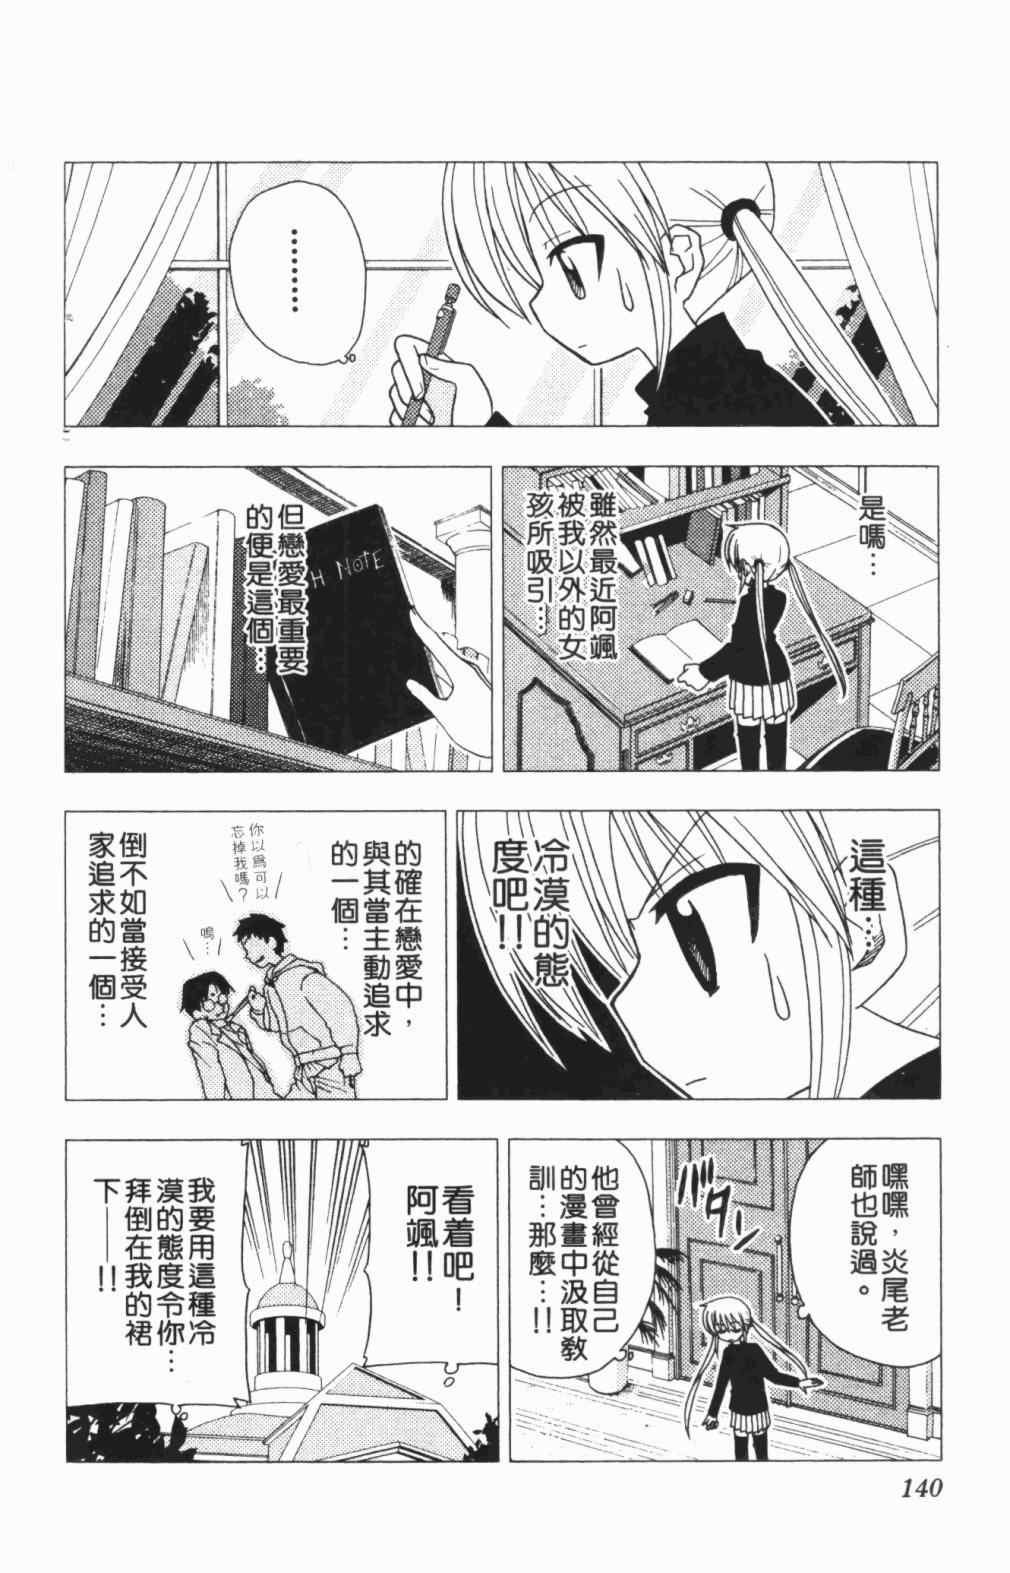 ………
是嗎…
雖然最近阿颯
被我以外的女
孩所吸引…
但戀愛最重要
的便是這個…
H NOTE
這種…
冷漠的態
度吧!!
的確在戀愛中，
與其當主動追求
的一個…
你以為可以
忘掉我嗎？
嗚…
倒不如當接受人
家追求的一個…
嘿嘿，炎尾老
師也說過。
バタン
他曾經從自己
的漫畫中汲取教
訓…那麼…!!
看着吧！
阿颯!!
我要用這種冷
漠的態度令你…
拜倒在我的裙
下——!!
140